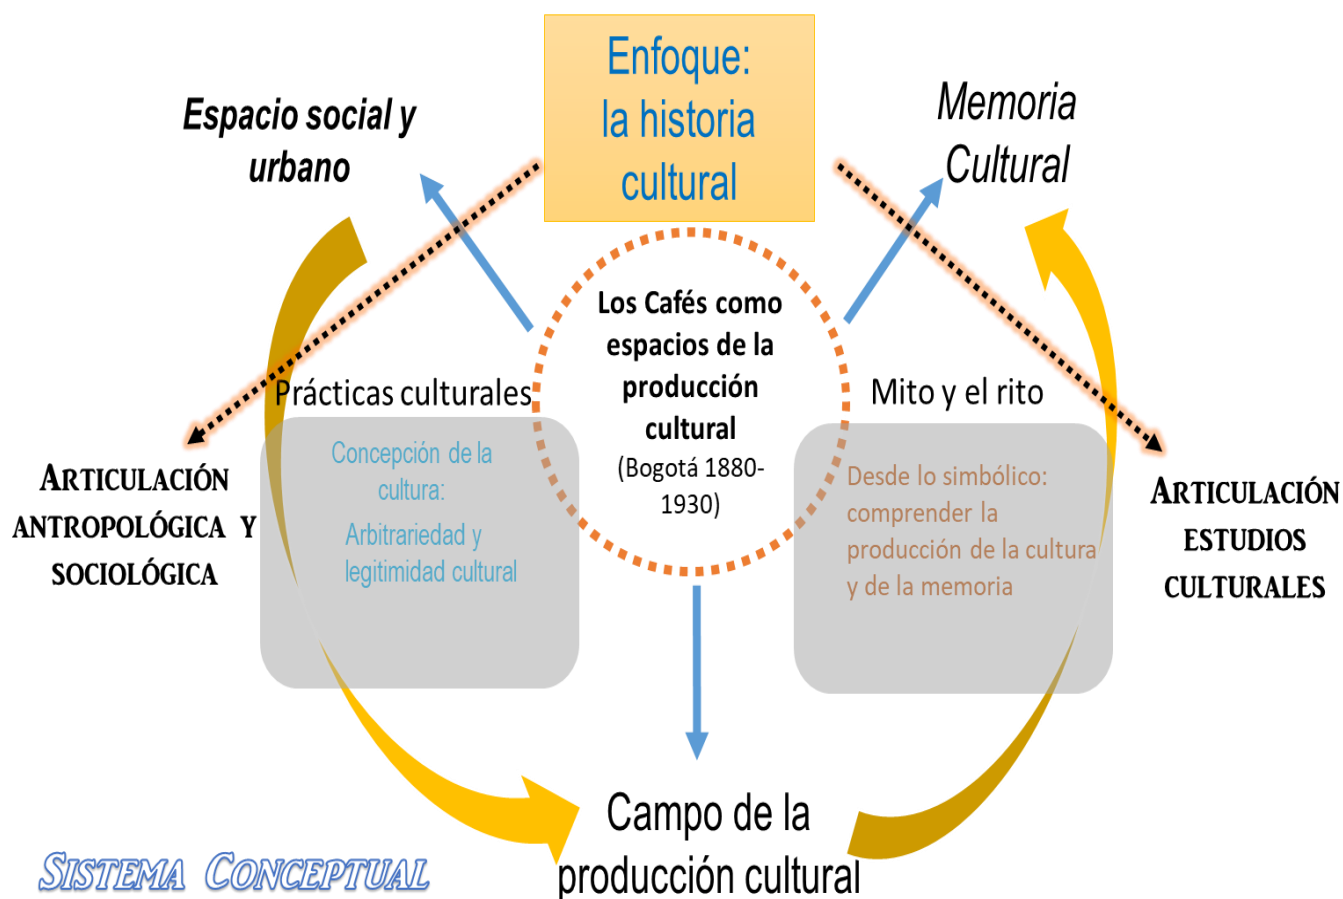 Enfoque:
la historia
cultural
Espacio social y
urbano
Memoria
Cultural
Los Cafés como
espacios de la
producción
cultural
(Bogotá 1880-
1930)
Prácticas culturales
Concepción de la
cultura:
Arbitrariedad y
legitimidad cultural
Mito y el rito
Desde lo simbólico:
comprender la
producción de la cultura
y de la memoria
ARTICULACIÓN
ANTROPOLÓGICA Y
SOCIOLÓGICA
ARTICULACIÓN
ESTUDIOS
CULTURALES
Campo de la
producción cultural
SISTEMA CONCEPTUAL